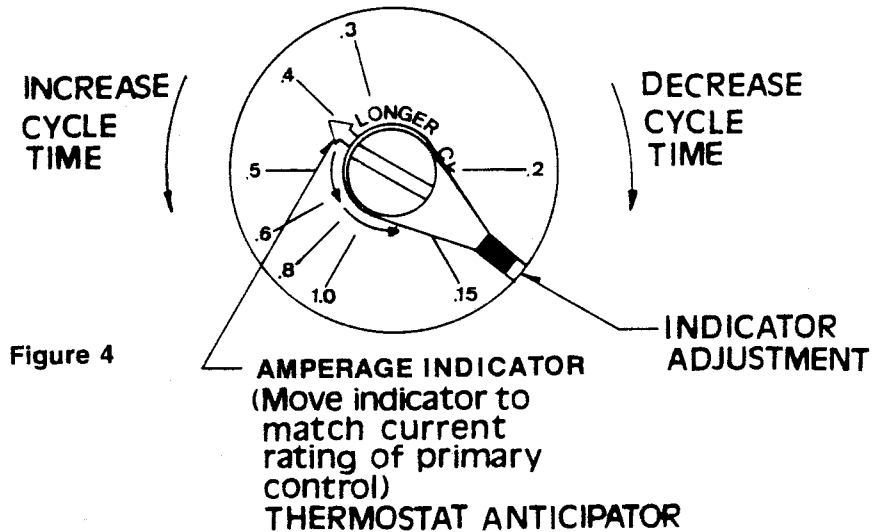 INCREASE
CYCLE
TIME
DECREASE
CYCLE
TIME
.3
.4
LONGER CY
.5
.2
.6
.8
1.0
.15
INDICATOR
ADJUSTMENT
Figure 4
AMPERAGE INDICATOR
(Move indicator to
match current
rating of primary
control)
THERMOSTAT ANTICIPATOR